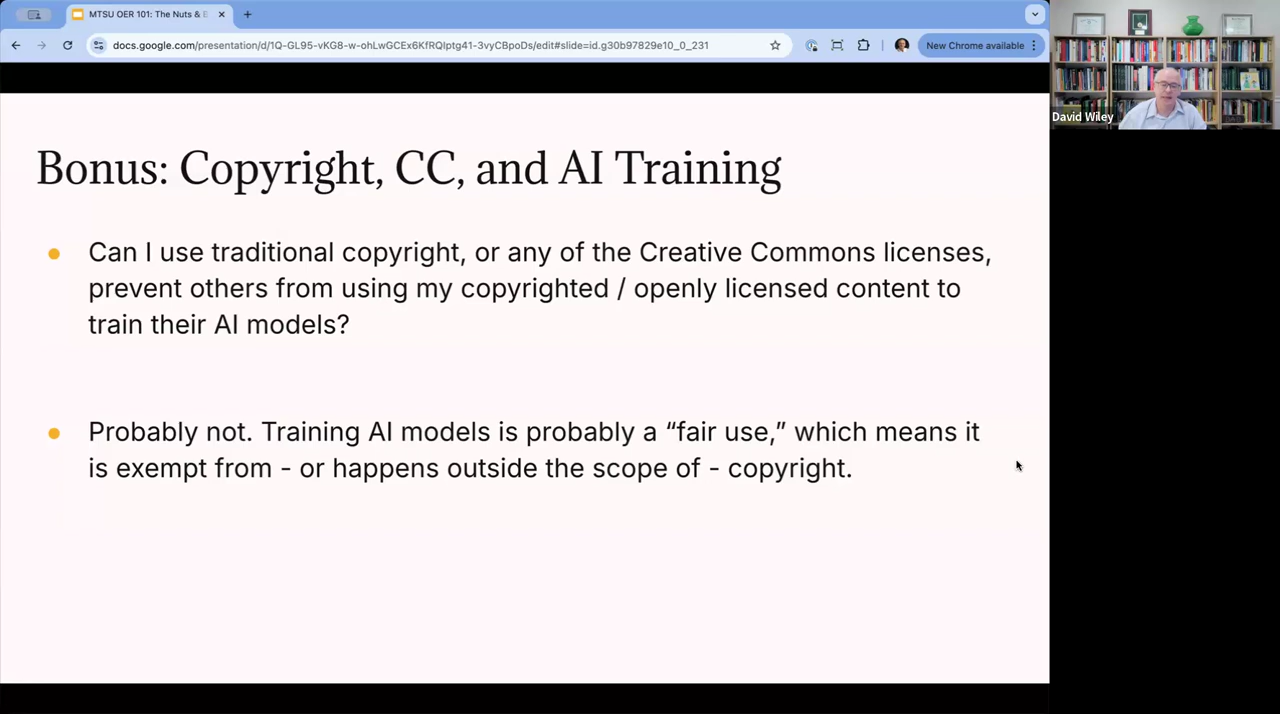 MTSU OER 101: The Nuts & B
docs.google.com/presentation/d/1Q-GL95-vKG8-w-ohLwGCEx6KfRQlptg41-3vyCBpoDs/edit#slide=id.g30b97829e10_0_231
New Chrome available
David Wiley
Bonus: Copyright, CC, and AI Training
Can I use traditional copyright, or any of the Creative Commons licenses,
prevent others from using my copyrighted / openly licensed content to
train their AI models?
Probably not. Training AI models is probably a “fair use,” which means it
is exempt from - or happens outside the scope of - copyright.